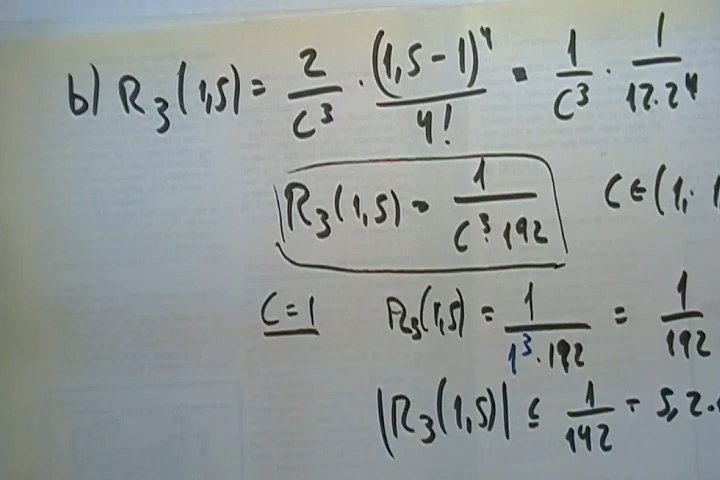 b) R₃(1,5) = 2/C³ · (1,5-1)⁴/4! = 1/C³ · 1/12·2⁴
R₃(1,5) = 1/C³·192 C∈(1,
C=1 R₃(1,5) = 1/1³·192 = 1/192
|R₃(1,5)| ≤ 1/192 = 5,2·